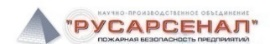 НАУЧНО-ПРОИЗВОДСТВЕННОЕ ОБЪЕДИНЕНИЕ
"РУСАРСЕНАЛ"
ПОЖАРНАЯ БЕЗОПАСНОСТЬ ПРЕДПРИЯТИЙ